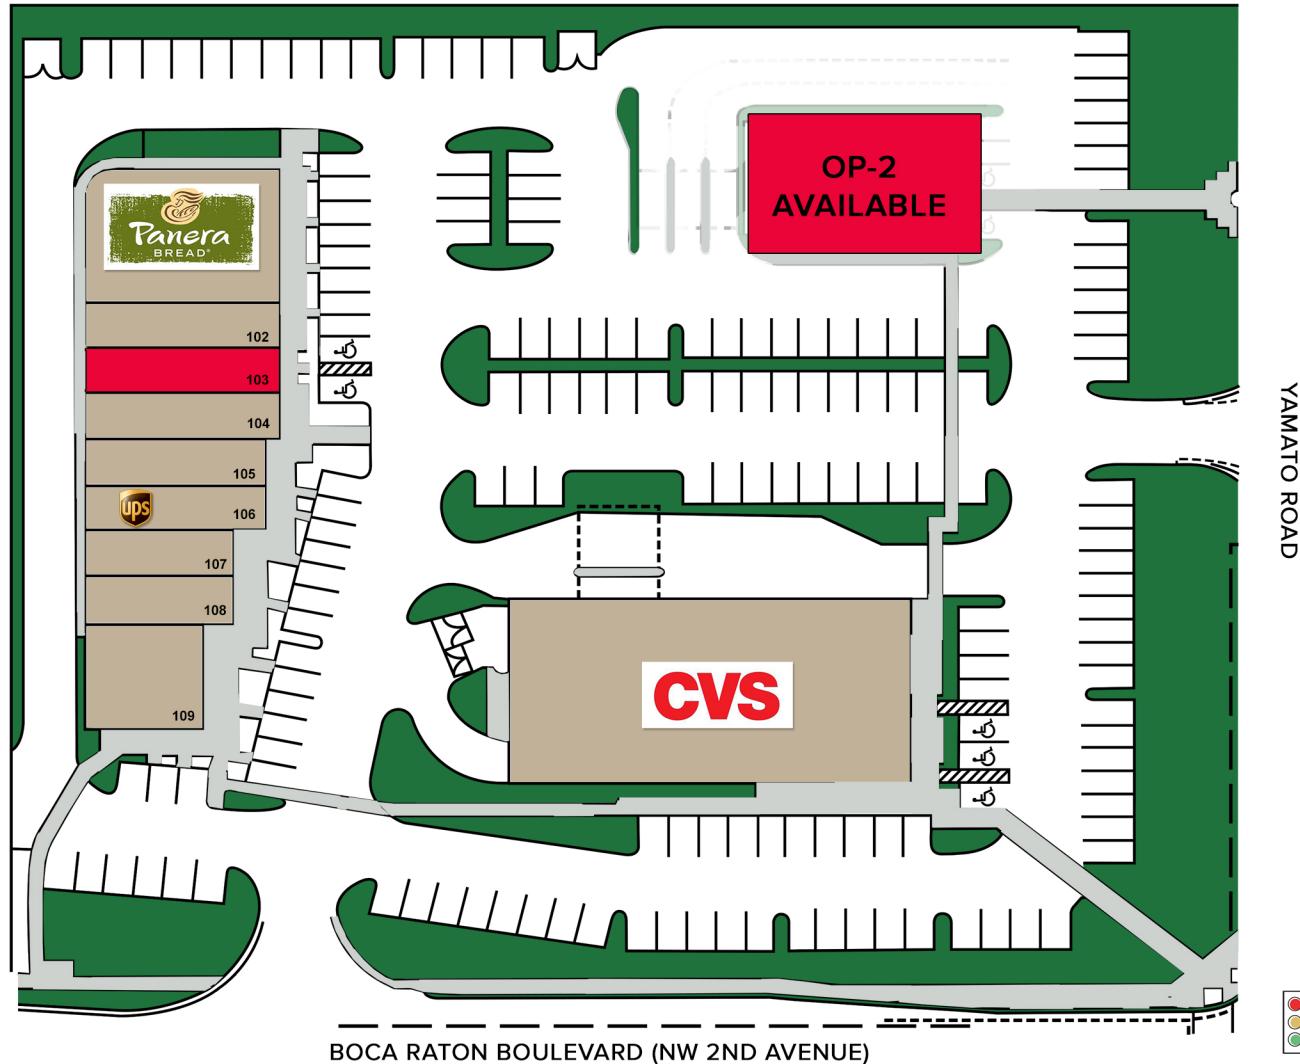 OP-2
AVAILABLE
Panera
BREAD®
102
103
104
105
ups
106
107
108
109
CVS
YAMATO ROAD
BOCA RATON BOULEVARD (NW 2ND AVENUE)